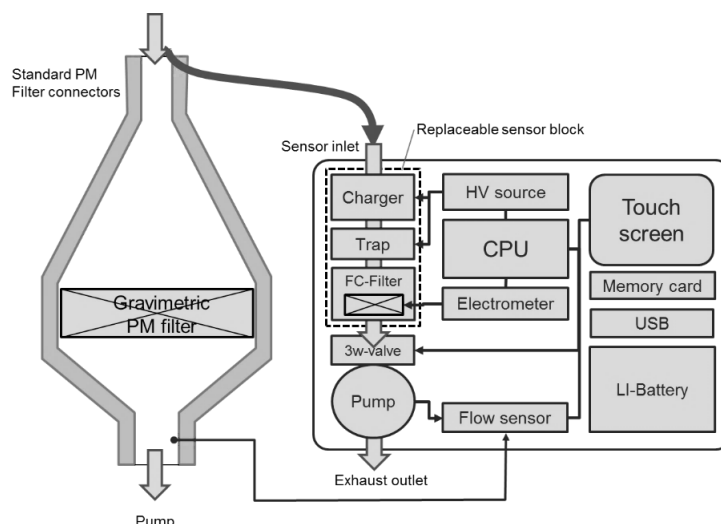 Standard PM
Filter connectors
Gravimetric
PM filter
Pump
Replaceable sensor block
Sensor inlet
Charger
Trap
FC-Filter
3w-valve
Pump
Exhaust outlet
HV source
CPU
Electrometer
Flow sensor
Touch
screen
Memory card
USB
LI-Battery